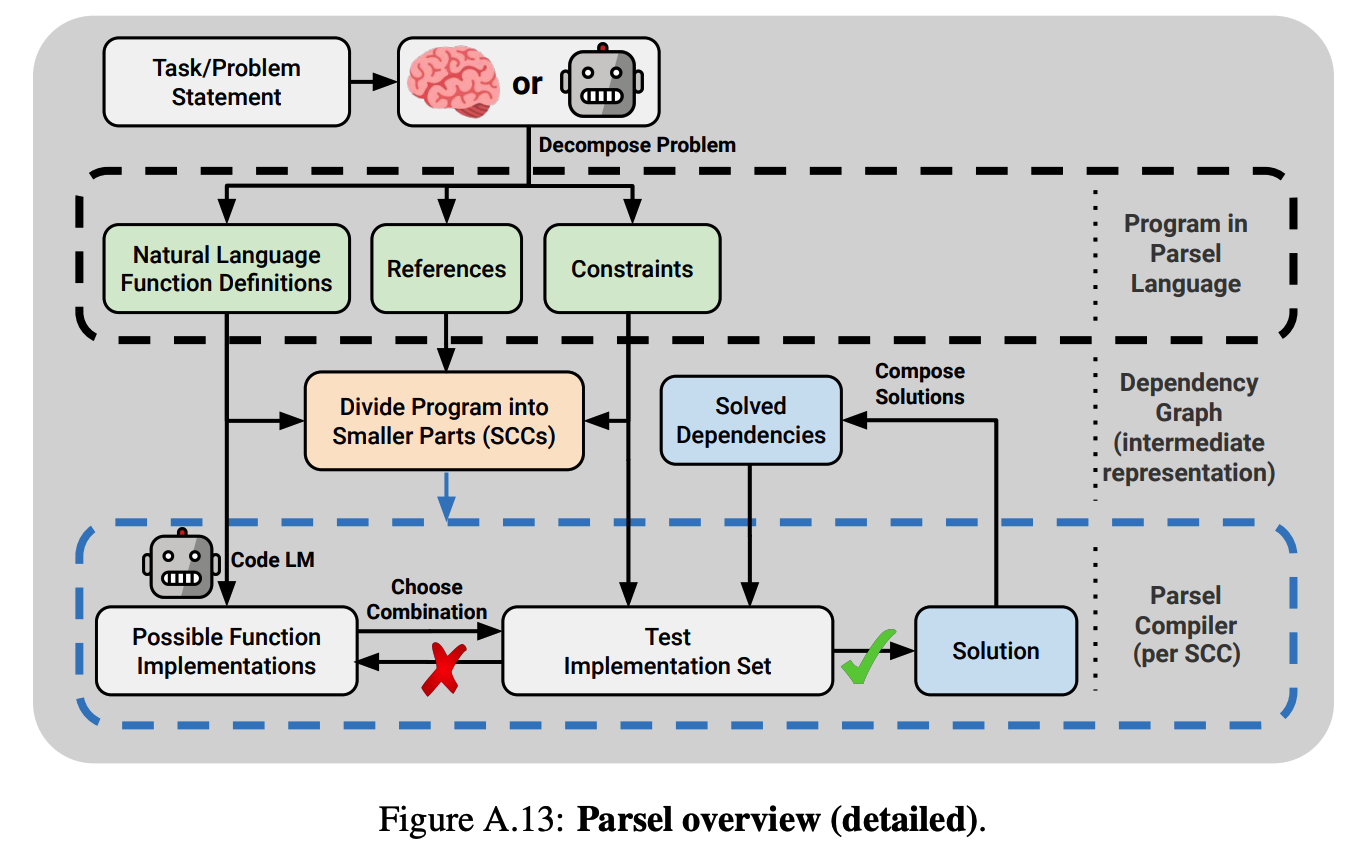 Task/Problem
Statement
or
Decompose Problem
Natural Language
Function Definitions
References
Constraints
Program in
Parsel
Language
Divide Program into
Smaller Parts (SCCs)
Solved
Dependencies
Compose
Solutions
Dependency
Graph
(intermediate
representation)
Code LM
Choose
Combination
Possible Function
Implementations
Test
Implementation Set
Solution
Parsel
Compiler
(per SCC)
Figure A.13: Parsel overview (detailed).